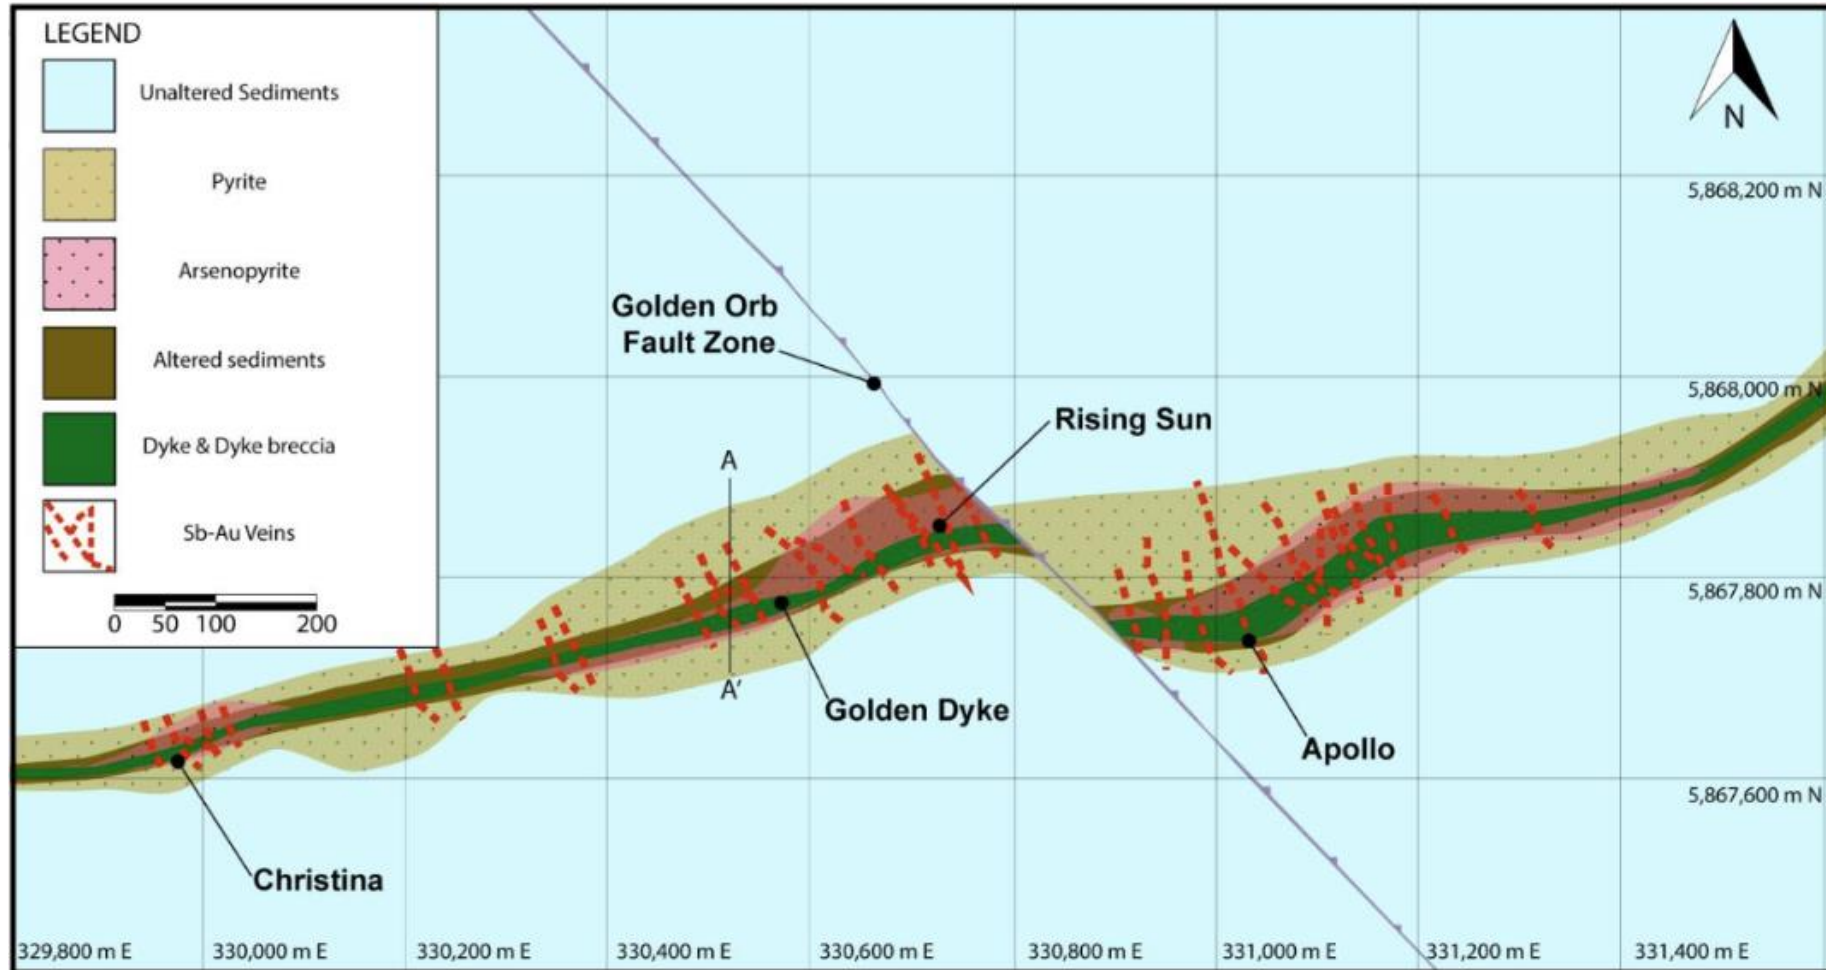 LEGEND
Unaltered Sediments
Pyrite
Arsenopyrite
Altered sediments
Dyke & Dyke breccia
Sb-Au Veins
0 50 100 200
N
5,868,200 m N
Golden Orb
Fault Zone
5,868,000 m N
Rising Sun
A
5,867,800 m N
A'
Golden Dyke
Apollo
5,867,600 m N
Christina
329,800 m E 330,000 m E 330,200 m E 330,400 m E 330,600 m E 330,800 m E 331,000 m E 331,200 m E 331,400 m E